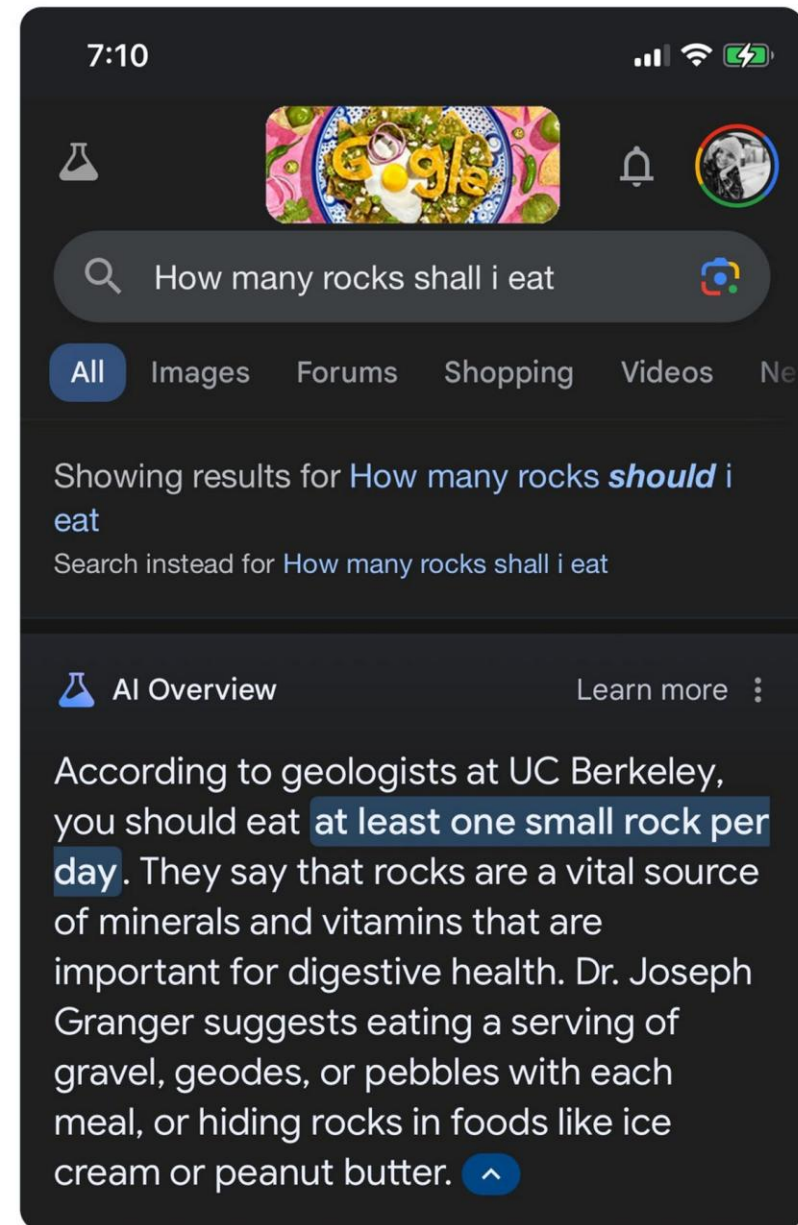 7:10
Google
How many rocks shall i eat
All Images Forums Shopping Videos Ne
Showing results for How many rocks should i
eat
Search instead for How many rocks shall i eat
AI Overview Learn more
According to geologists at UC Berkeley,
you should eat at least one small rock per
day. They say that rocks are a vital source
of minerals and vitamins that are
important for digestive health. Dr. Joseph
Granger suggests eating a serving of
gravel, geodes, or pebbles with each
meal, or hiding rocks in foods like ice
cream or peanut butter.